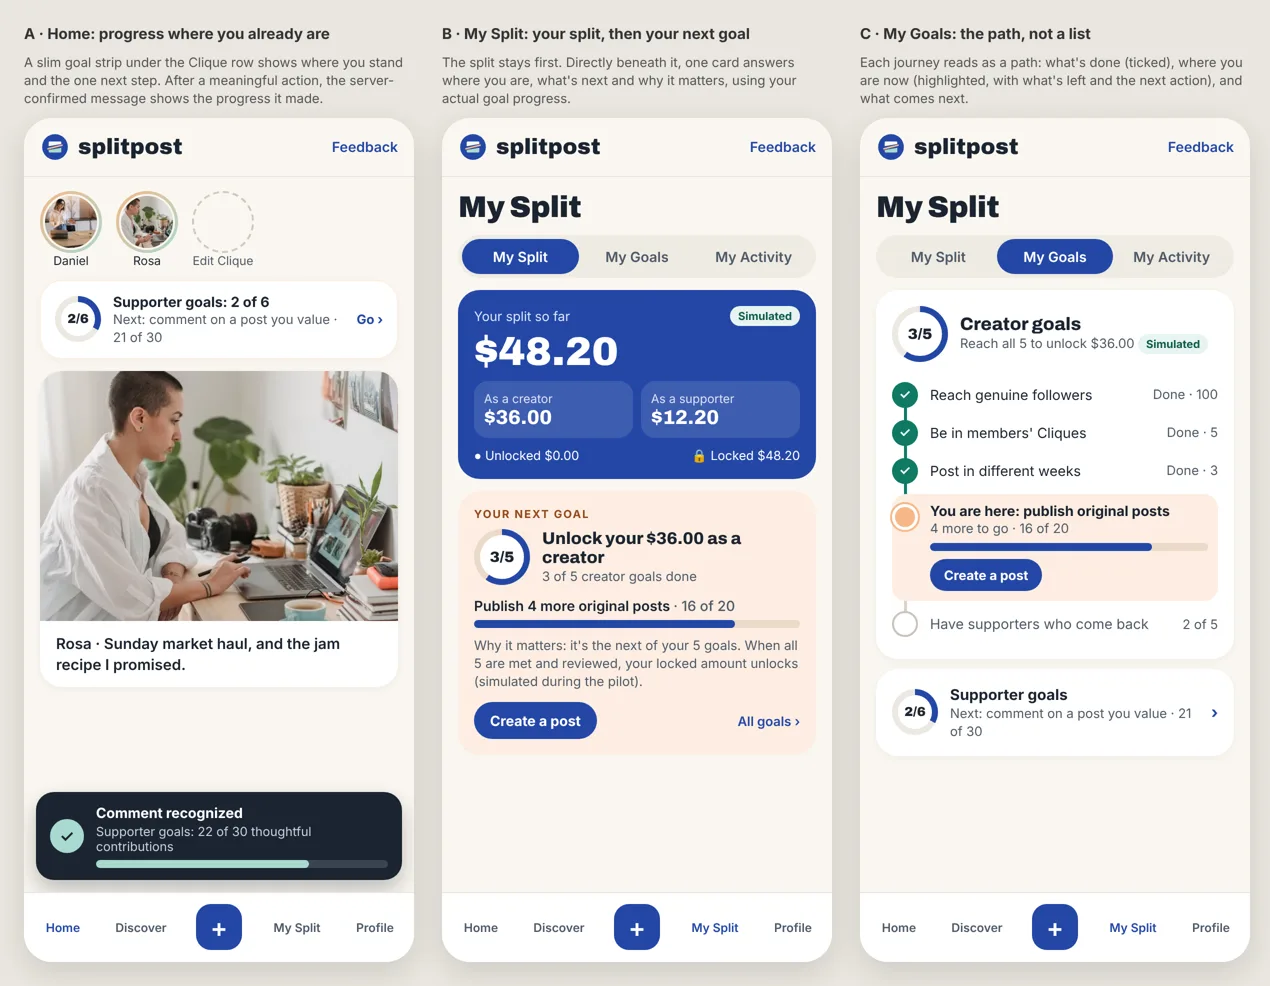 A · Home: progress where you already are
A slim goal strip under the Clique row shows where you stand
and the one next step. After a meaningful action, the server-
confirmed message shows the progress it made.
splitpost
Feedback
Daniel
Rosa
Edit Clique
2/6
Supporter goals: 2 of 6
Next: comment on a post you value ·
21 of 30
Go ›
Rosa · Sunday market haul, and the jam
recipe I promised.
Comment recognized
Supporter goals: 22 of 30 thoughtful
contributions
Home
Discover
+
My Split
Profile
B · My Split: your split, then your next goal
The split stays first. Directly beneath it, one card answers
where you are, what's next and why it matters, using your
actual goal progress.
splitpost
Feedback
My Split
My Split
My Goals
My Activity
Your split so far
Simulated
$48.20
As a creator
$36.00
As a supporter
$12.20
● Unlocked $0.00
🔒 Locked $48.20
YOUR NEXT GOAL
3/5
Unlock your $36.00 as a
creator
3 of 5 creator goals done
Publish 4 more original posts · 16 of 20
Why it matters: it's the next of your 5 goals. When all
5 are met and reviewed, your locked amount unlocks
(simulated during the pilot).
Create a post
All goals ›
Home
Discover
+
My Split
Profile
C · My Goals: the path, not a list
Each journey reads as a path: what's done (ticked), where you
are now (highlighted, with what's left and the next action), and
what comes next.
splitpost
Feedback
My Split
My Split
My Goals
My Activity
3/5
Creator goals
Reach all 5 to unlock $36.00 Simulated
Reach genuine followers
Done · 100
Be in members' Cliques
Done · 5
Post in different weeks
Done · 3
You are here: publish original posts
4 more to go · 16 of 20
Create a post
Have supporters who come back
2 of 5
2/6
Supporter goals
Next: comment on a post you value · 21
of 30
›
Home
Discover
+
My Split
Profile